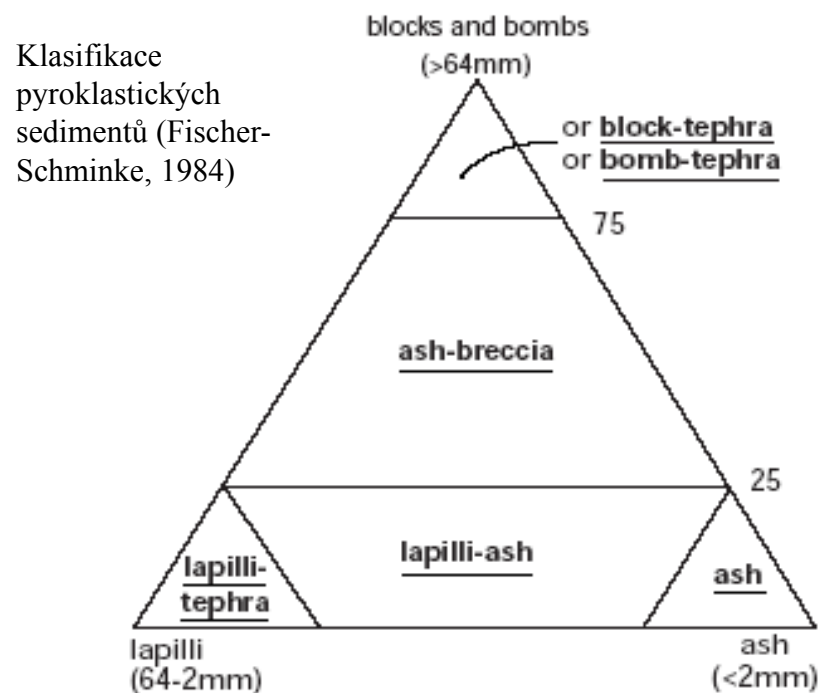 Klasifikace
pyroklastických
sedimentů (Fischer-
Schminke, 1984)
blocks and bombs
(>64mm)
or block-tephra
or bomb-tephra
75
ash-breccia
25
lapilli-ash
lapilli-
tephra
ash
lapilli
(64-2mm)
ash
(<2mm)